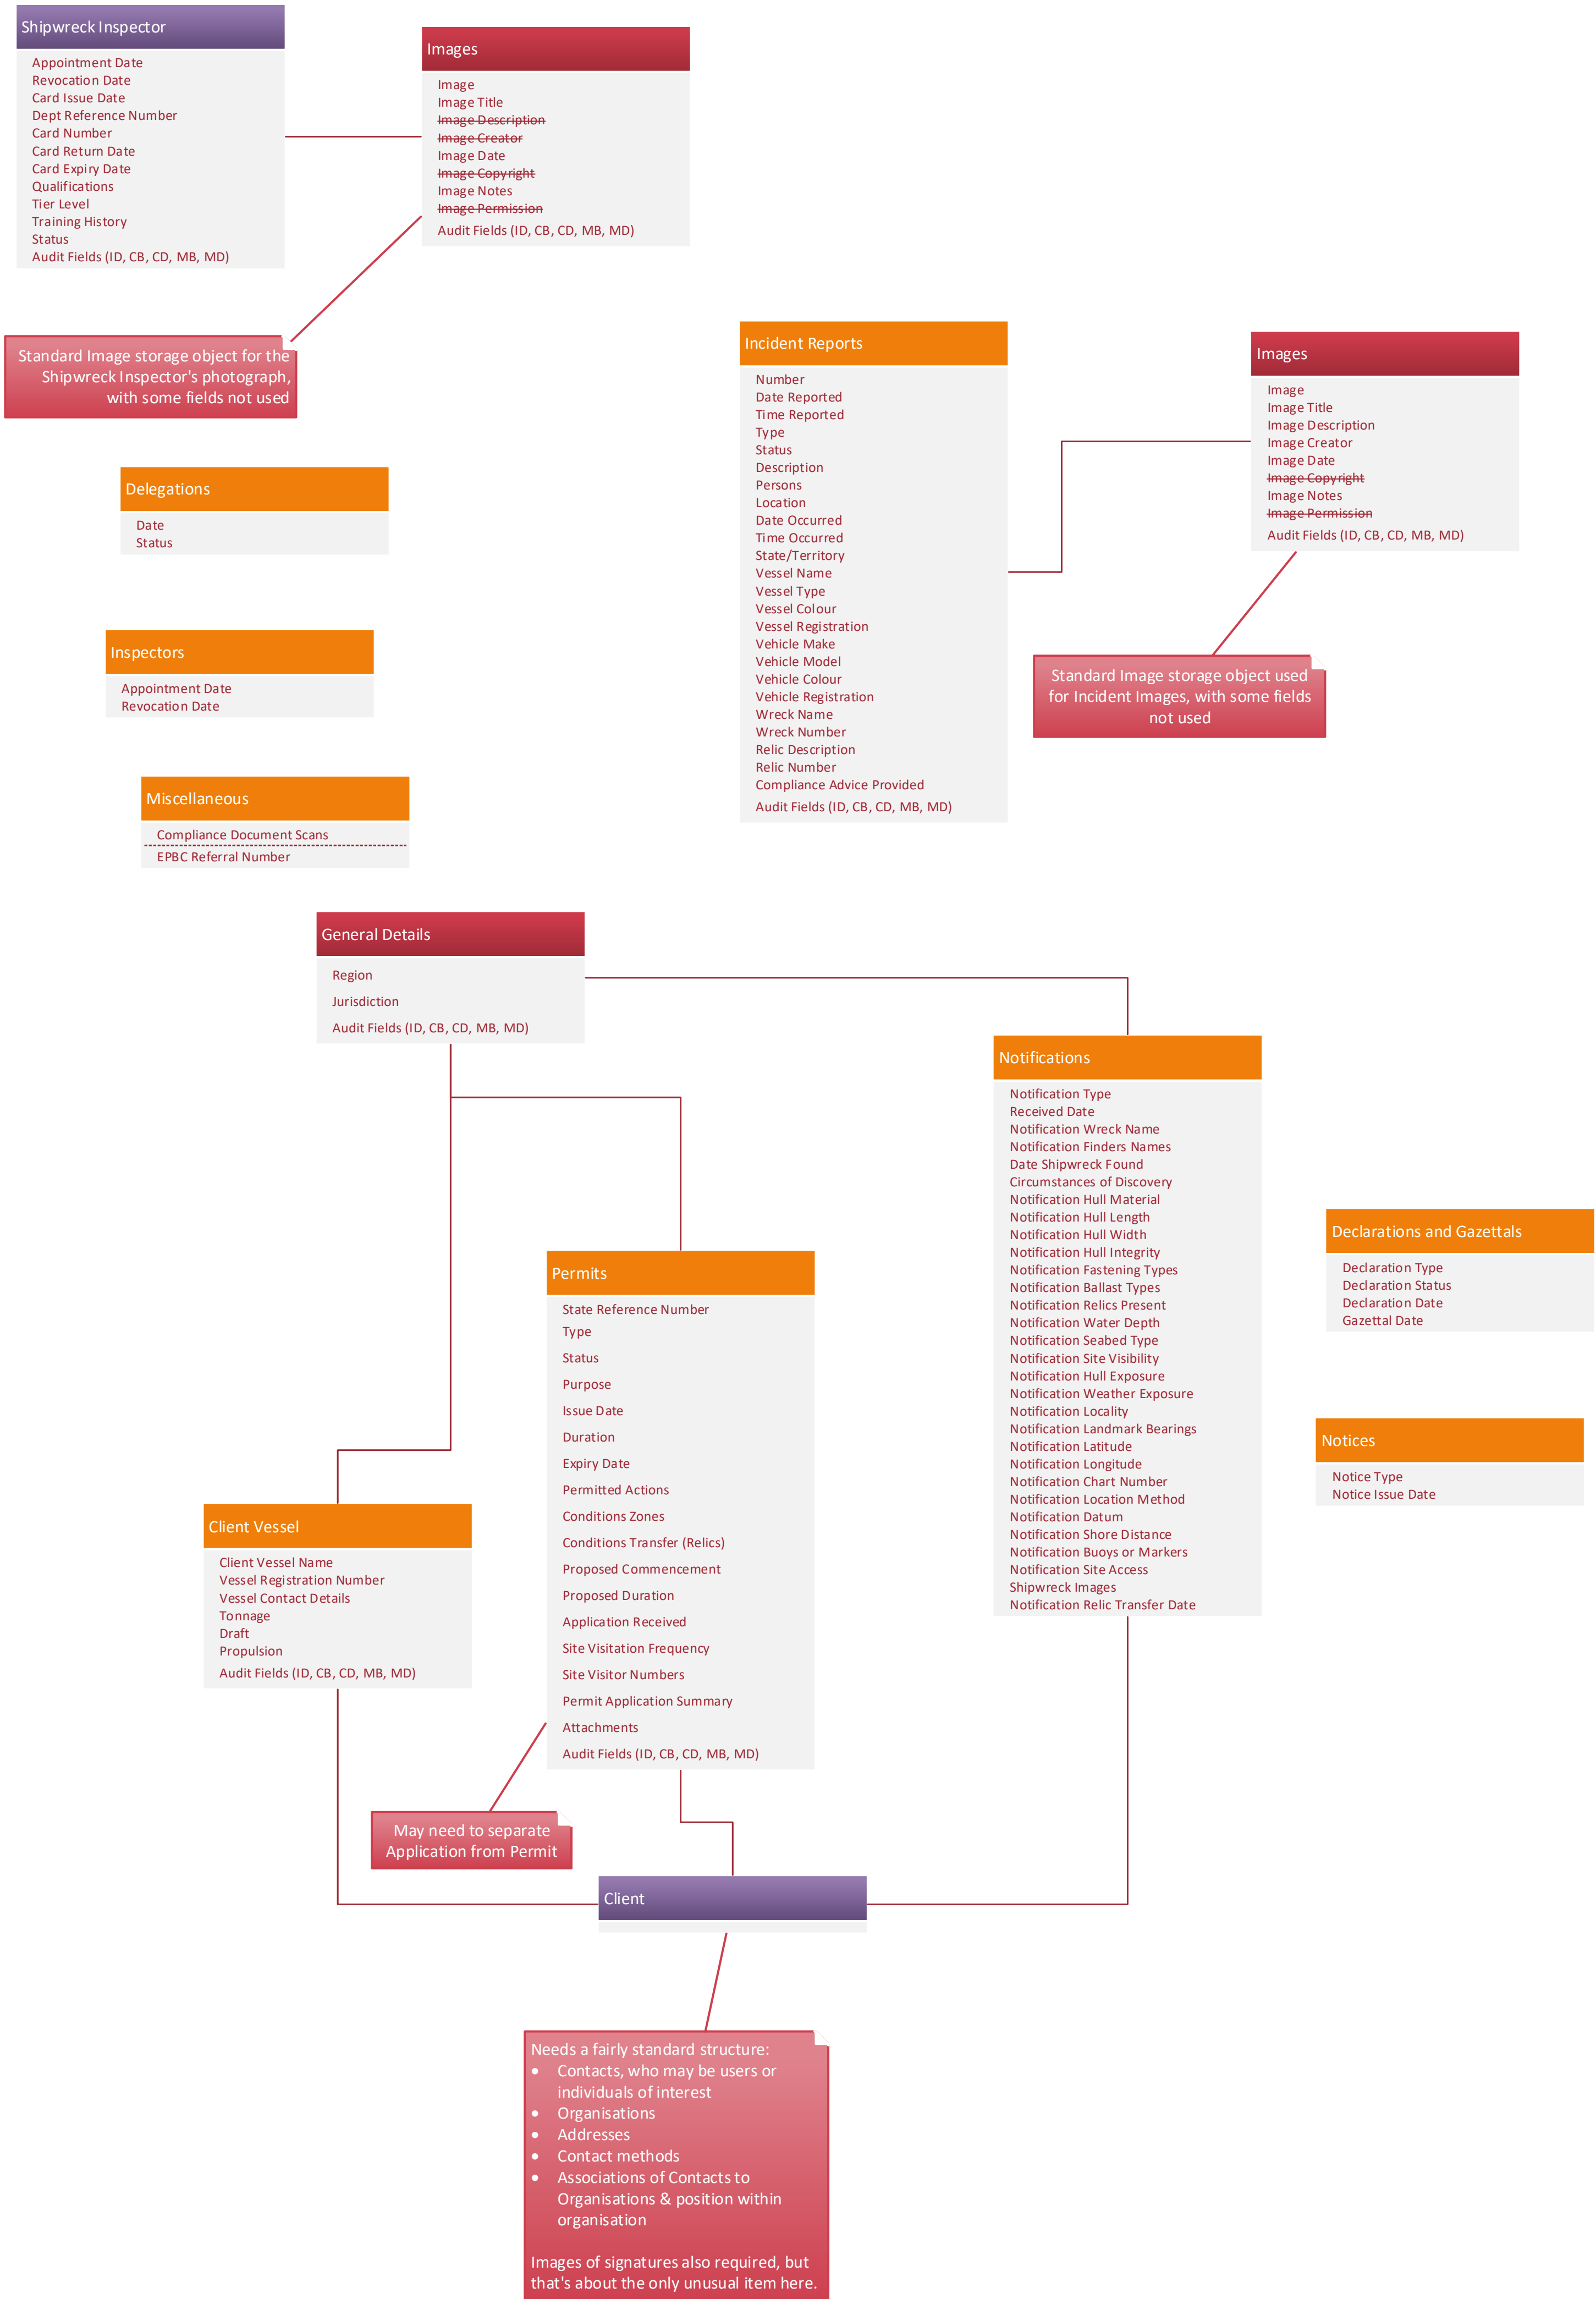 Shipwreck Inspector
Appointment Date
Revocation Date
Card Issue Date
Dept Reference Number
Card Number
Card Return Date
Card Expiry Date
Qualifications
Tier Level
Training History
Status
Audit Fields (ID, CB, CD, MB, MD)
Images
Image
Image Title
Image Description
Image Creator
Image Date
Image Copyright
Image Notes
Image Permission
Audit Fields (ID, CB, CD, MB, MD)
Standard Image storage object for the
Shipwreck Inspector's photograph,
with some fields not used
Incident Reports
Number
Date Reported
Time Reported
Type
Status
Description
Persons
Location
Date Occurred
Time Occurred
State/Territory
Vessel Name
Vessel Type
Vessel Colour
Vessel Registration
Vehicle Make
Vehicle Model
Vehicle Colour
Vehicle Registration
Wreck Name
Wreck Number
Relic Description
Relic Number
Compliance Advice Provided
Audit Fields (ID, CB, CD, MB, MD)
Images
Image
Image Title
Image Description
Image Creator
Image Date
Image Copyright
Image Notes
Image Permission
Audit Fields (ID, CB, CD, MB, MD)
Standard Image storage object used
for Incident Images, with some fields
not used
Delegations
Date
Status
Inspectors
Appointment Date
Revocation Date
Miscellaneous
Compliance Document Scans
EPBC Referral Number
General Details
Region
Jurisdiction
Audit Fields (ID, CB, CD, MB, MD)
Notifications
Notification Type
Received Date
Notification Wreck Name
Notification Finders Names
Date Shipwreck Found
Circumstances of Discovery
Notification Hull Material
Notification Hull Length
Notification Hull Width
Notification Hull Integrity
Notification Fastening Types
Notification Ballast Types
Notification Relics Present
Notification Water Depth
Notification Seabed Type
Notification Site Visibility
Notification Hull Exposure
Notification Weather Exposure
Notification Locality
Notification Landmark Bearings
Notification Latitude
Notification Longitude
Notification Chart Number
Notification Location Method
Notification Datum
Notification Shore Distance
Notification Buoys or Markers
Notification Site Access
Shipwreck Images
Notification Relic Transfer Date
Declarations and Gazettals
Declaration Type
Declaration Status
Declaration Date
Gazettal Date
Notices
Notice Type
Notice Issue Date
Permits
State Reference Number
Type
Status
Purpose
Issue Date
Duration
Expiry Date
Permitted Actions
Conditions Zones
Conditions Transfer (Relics)
Proposed Commencement
Proposed Duration
Application Received
Site Visitation Frequency
Site Visitor Numbers
Permit Application Summary
Attachments
Audit Fields (ID, CB, CD, MB, MD)
Client Vessel
Client Vessel Name
Vessel Registration Number
Vessel Contact Details
Tonnage
Draft
Propulsion
Audit Fields (ID, CB, CD, MB, MD)
May need to separate
Application from Permit
Client
Needs a fairly standard structure:
• Contacts, who may be users or
individuals of interest
• Organisations
• Addresses
• Contact methods
• Associations of Contacts to
Organisations & position within
organisation
Images of signatures also required, but
that's about the only unusual item here.